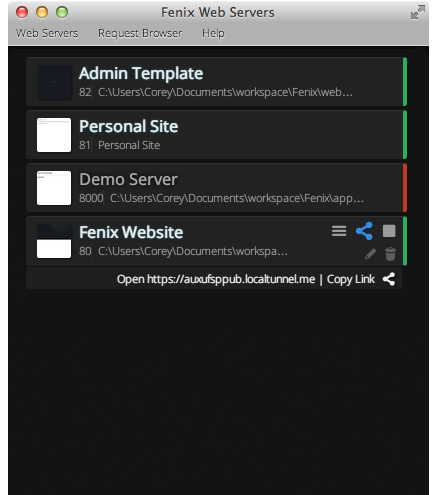 Fenix Web Servers
Web Servers Request Browser Help
Admin Template
82 C:\Users\Corey\Documents\workspace\Fenix\web...
Personal Site
81 Personal Site
Demo Server
8000 C:\Users\Corey\Documents\workspace\Fenix\app...
Fenix Website
80 C:\Users\Corey\Documents\workspa...
Open https://auxufsppub.localtunnel.me | Copy Link